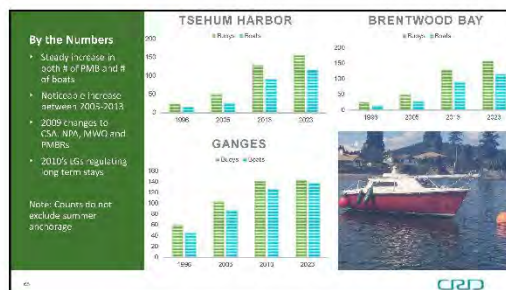 By the Numbers
• Steady increase in
both # of PMB and #
of boats
• Noticeable increase
between 2005-2013
• 2009 changes to
CSA, NPA, MWO and
PMBRs
• 2010's LGs regulating
long term stays
Note: Counts do not
exclude summer
anchorage
TSEHUM HARBOR
Buoys Boats
200
150
100
50
0
1996 2005 2013 2023
BRENTWOOD BAY
Buoys Boats
200
150
100
50
0
2005 2013 2023
GANGES
Buoys Boats
160
140
120
100
80
60
40
20
0
1996 2005 2013 2023
CRD